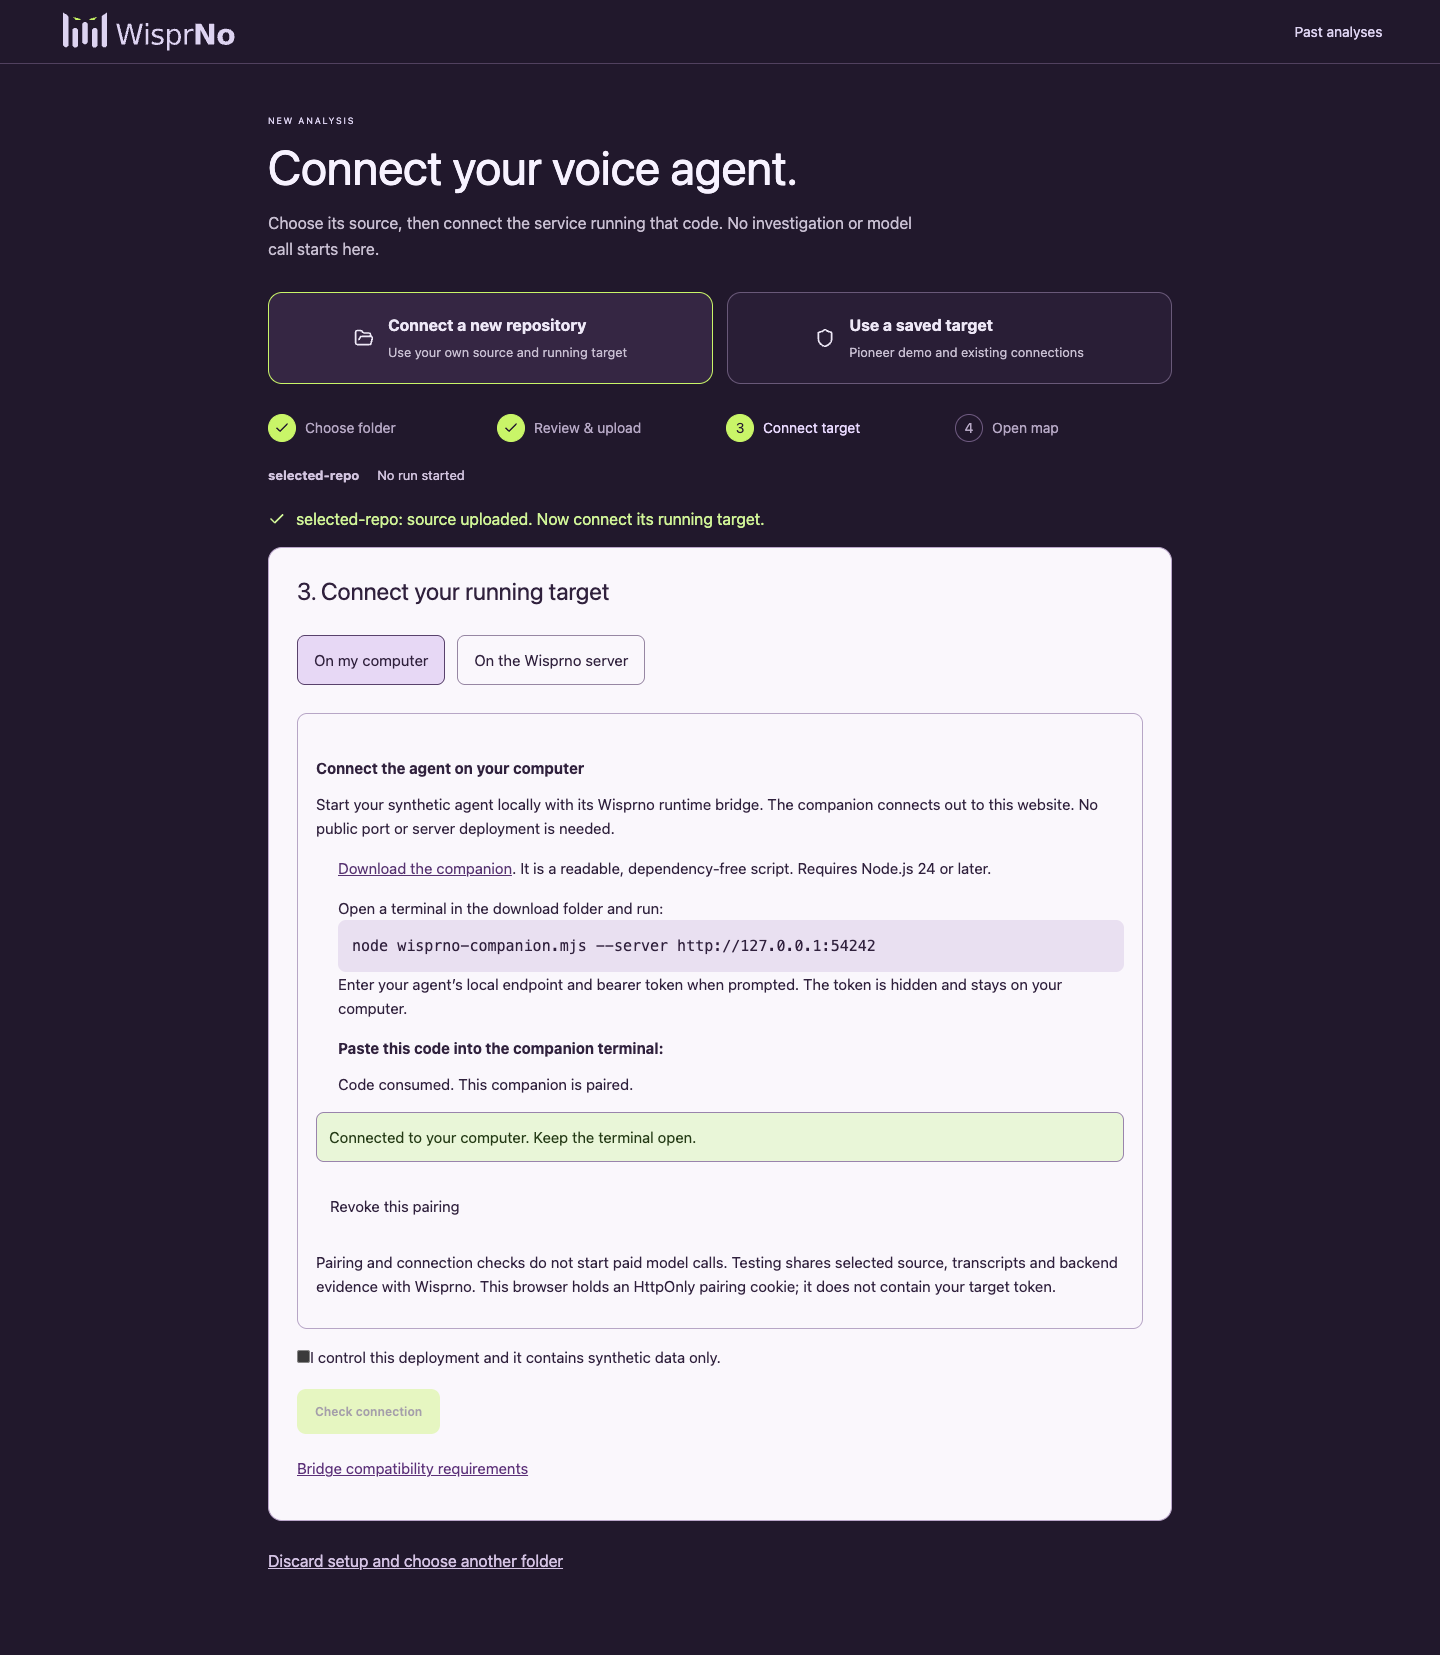 WisprNo
Past analyses
NEW ANALYSIS
Connect your voice agent.
Choose its source, then connect the service running that code. No investigation or model
call starts here.
Connect a new repository
Use your own source and running target
Use a saved target
Pioneer demo and existing connections
Choose folder
Review & upload
3 Connect target
4 Open map
selected-repo No run started
selected-repo: source uploaded. Now connect its running target.
3. Connect your running target
On my computer
On the Wisprno server
Connect the agent on your computer
Start your synthetic agent locally with its Wisprno runtime bridge. The companion connects out to this website. No
public port or server deployment is needed.
Download the companion. It is a readable, dependency-free script. Requires Node.js 24 or later.
Open a terminal in the download folder and run:
node wisprno-companion.mjs --server http://127.0.0.1:54242
Enter your agent’s local endpoint and bearer token when prompted. The token is hidden and stays on your
computer.
Paste this code into the companion terminal:
Code consumed. This companion is paired.
Connected to your computer. Keep the terminal open.
Revoke this pairing
Pairing and connection checks do not start paid model calls. Testing shares selected source, transcripts and backend
evidence with Wisprno. This browser holds an HttpOnly pairing cookie; it does not contain your target token.
I control this deployment and it contains synthetic data only.
Check connection
Bridge compatibility requirements
Discard setup and choose another folder